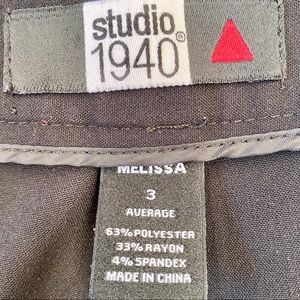 studio®
1940
MELISSA
3
AVERAGE
63% POLYESTER
33% RAYON
4% SPANDEX
MADE IN CHINA